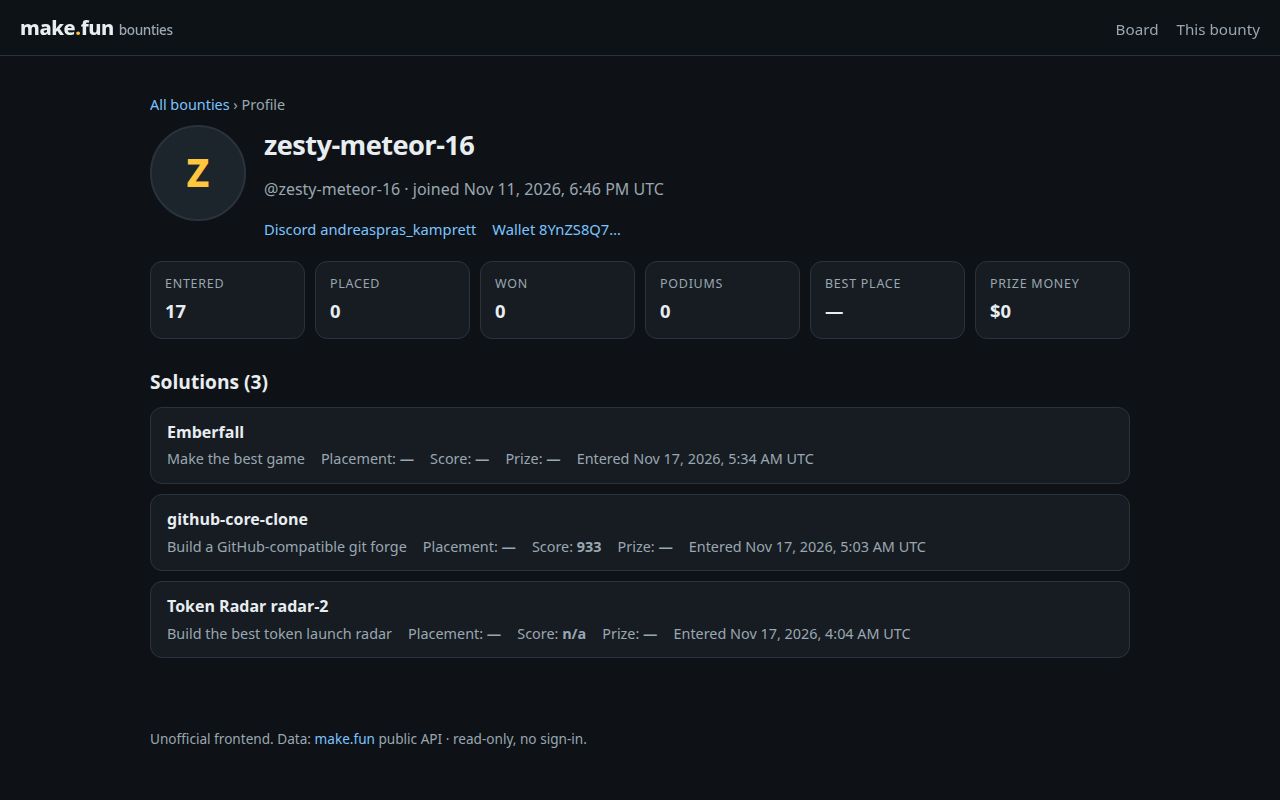 make.fun bounties
Board This bounty
All bounties › Profile
Z
zesty-meteor-16
@zesty-meteor-16 · joined Nov 11, 2026, 6:46 PM UTC
Discord andreaspras_kamprett Wallet 8YnZS8Q7…
ENTERED
17
PLACED
0
WON
0
PODIUMS
0
BEST PLACE
—
PRIZE MONEY
$0
Solutions (3)
Emberfall
Make the best game Placement: — Score: — Prize: — Entered Nov 17, 2026, 5:34 AM UTC
github-core-clone
Build a GitHub-compatible git forge Placement: — Score: 933 Prize: — Entered Nov 17, 2026, 5:03 AM UTC
Token Radar radar-2
Build the best token launch radar Placement: — Score: n/a Prize: — Entered Nov 17, 2026, 4:04 AM UTC
Unofficial frontend. Data: make.fun public API · read-only, no sign-in.